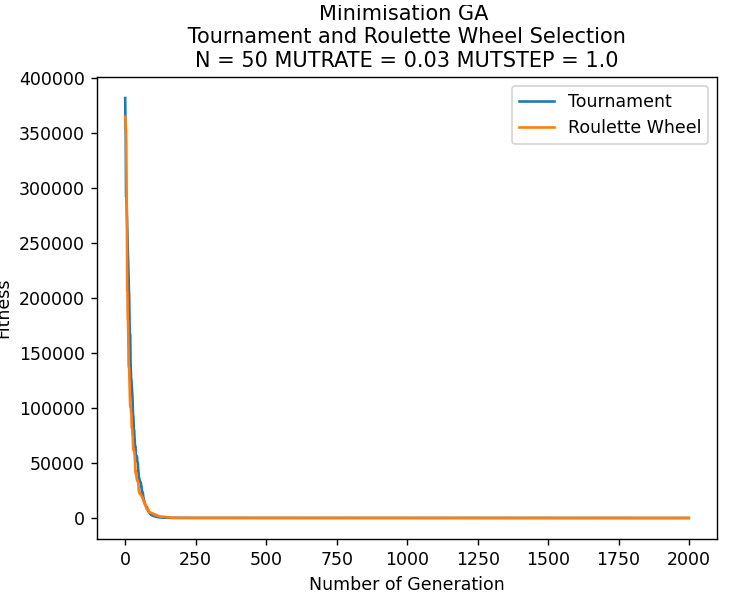 Minimisation GA
Tournament and Roulette Wheel Selection
N = 50 MUTRATE = 0.03 MUTSTEP = 1.0
400000
350000
300000
250000
200000
150000
100000
50000
0
Fitness
Tournament
Roulette Wheel
0 250 500 750 1000 1250 1500 1750 2000
Number of Generation